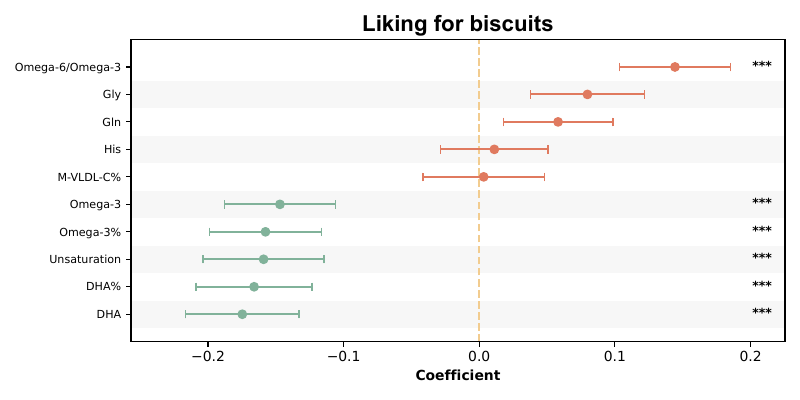 Liking for biscuits
Omega-6/Omega-3 ***
Gly
Gln
His
M-VLDL-C%
Omega-3 ***
Omega-3% ***
Unsaturation ***
DHA% ***
DHA ***
−0.2 −0.1 0.0 0.1 0.2
Coefficient